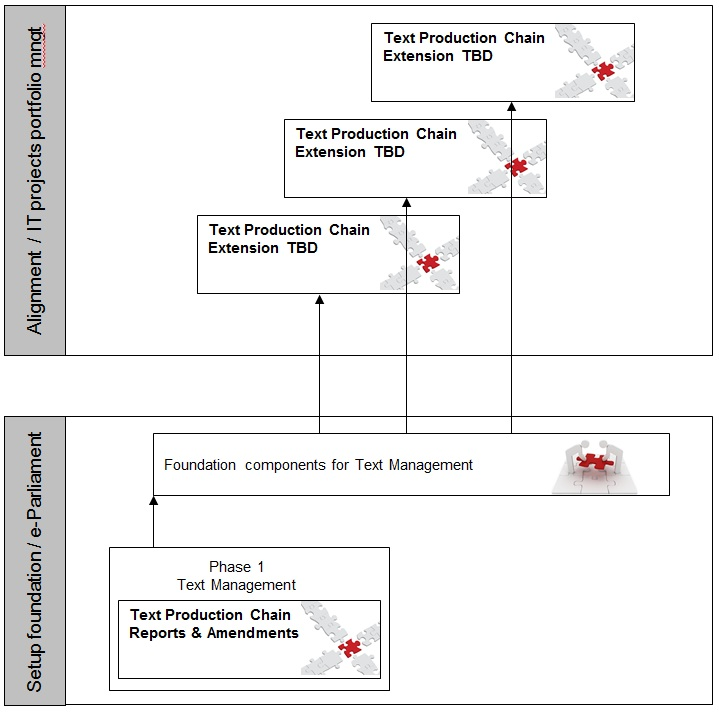 Alignment / IT projects portfolio mngt
Text Production Chain
Extension TBD
Text Production Chain
Extension TBD
Text Production Chain
Extension TBD
Setup foundation / e-Parliament
Foundation components for Text Management
Phase 1
Text Management
Text Production Chain
Reports & Amendments